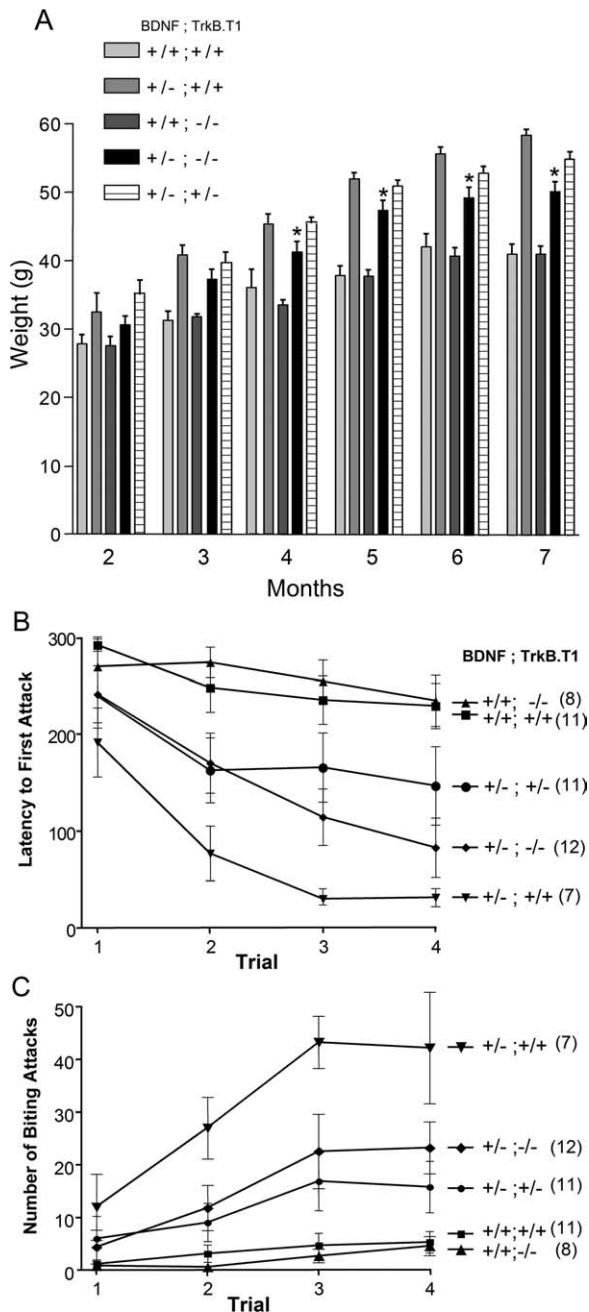 A
BDNF ; TrkB.T1
+/+ ; +/+
+/- ; +/+
+/+ ; -/-
+/- ; -/-
+/- ; +/-
Weight (g)
60
50
40
30
20
10
0
* * * *
2 3 4 5 6 7
Months
B
BDNF ; TrkB.T1
Latency to First Attack
300
200
100
0
+/+; -/- (8)
+/+; +/+ (11)
+/- ; +/- (11)
+/- ; -/- (12)
+/- ; +/+ (7)
1 2 3 4
Trial
C
Number of Biting Attacks
50
40
30
20
10
0
+/- ;+/+ (7)
+/- ;-/- (12)
+/- ;+/- (11)
+/+;+/+ (11)
+/+;-/- (8)
1 2 3 4
Trial